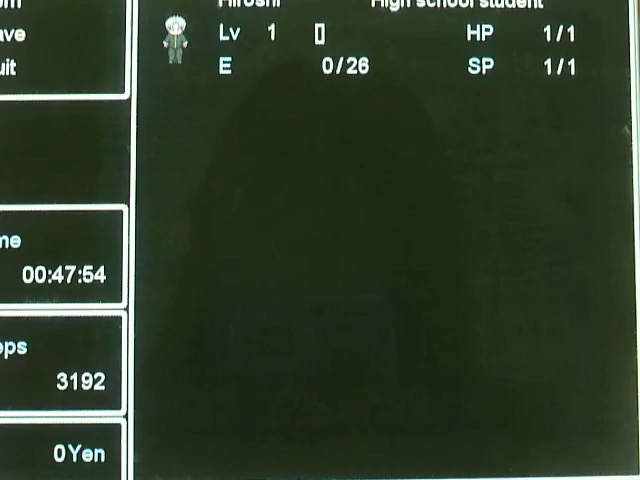 Hiroshi High school student
Lv 1 HP 1/1
E 0/26 SP 1/1
ave
uit
me
00:47:54
eps
3192
0Yen